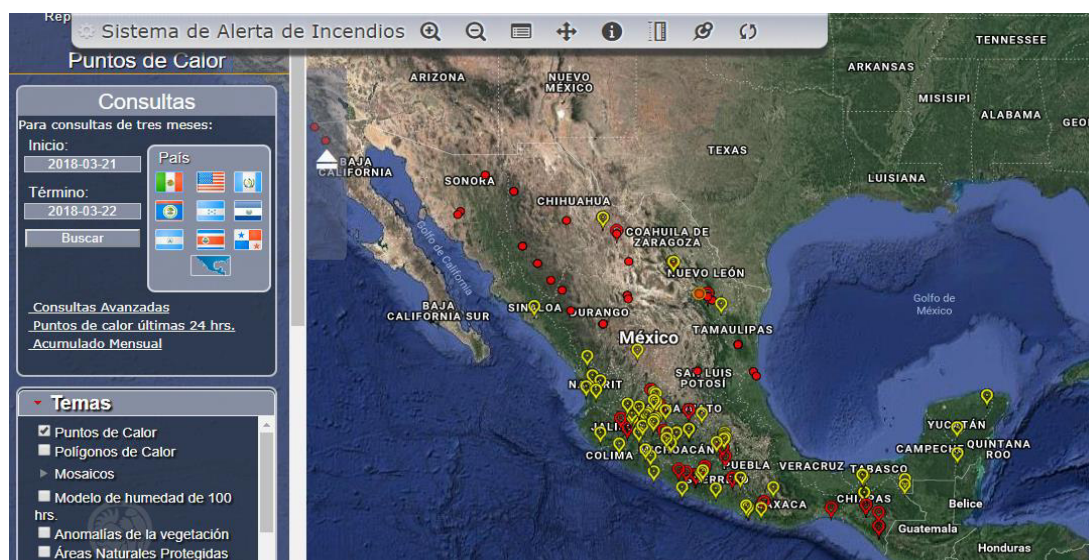 Sistema de Alerta de Incendios
Puntos de Calor
Consultas
Para consultas de tres meses:
Inicio:
2018-03-21
País
Término:
2018-03-22
Buscar
Consultas Avanzadas
Puntos de calor últimas 24 hrs.
Acumulado Mensual
Temas
Puntos de Calor
Polígonos de Calor
Mosaicos
Modelo de humedad de 100
hrs.
Anomalías de la vegetación
Áreas Naturales Protegidas
TENNESSEE
ARKANSAS
ARIZONA
NUEVO
MÉXICO
MISISIPI
ALABAMA
TEXAS
BAJA
CALIFORNIA
SONORA
LUISIANA
CHIHUAHUA
COAHUILA DE
ZARAGOZA
Golfo de California
NUEVO LEÓN
BAJA
CALIFORNIA SUR
SINALOA
DURANGO
Golfo de
México
México
TAMAULIPAS
SAN LUIS
POTOSÍ
NAYARIT
YUCATÁN
COLIMA
CAMPECHE
QUINTANA
ROO
PUEBLA
VERACRUZ
TABASCO
CHIAPAS
Belice
Guatemala
Honduras